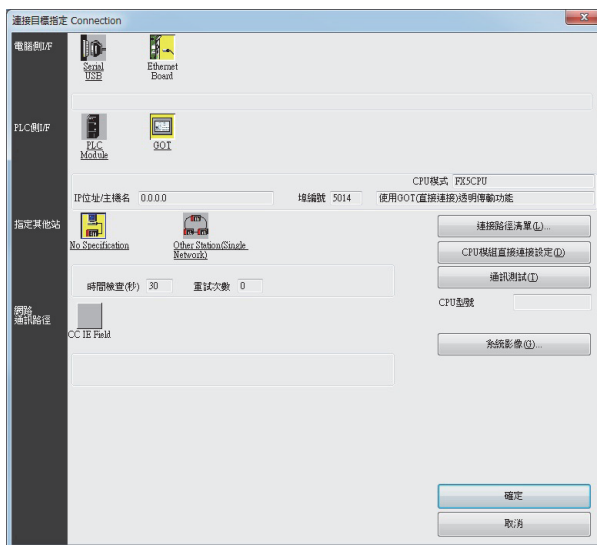 連接目標指定 Connection
電腦側I/F
Serial
USB
Ethernet
Board
PLC側I/F
PLC
Module
GOT
CPU模式 FX5CPU
IP位址/主機名 0.0.0.0 埠編號 5014 使用GOT(直接連接)透明傳輸功能
指定其他站
No Specification
Other Station(Single
Network)
連接路徑清單(L)...
CPU模組直接連接設定(D)
通訊測試(T)
時間檢查(秒) 30 重試次數 0
CPU型號
網路
通訊路徑
CC IE Field
系統影像(G)...
確定
取消